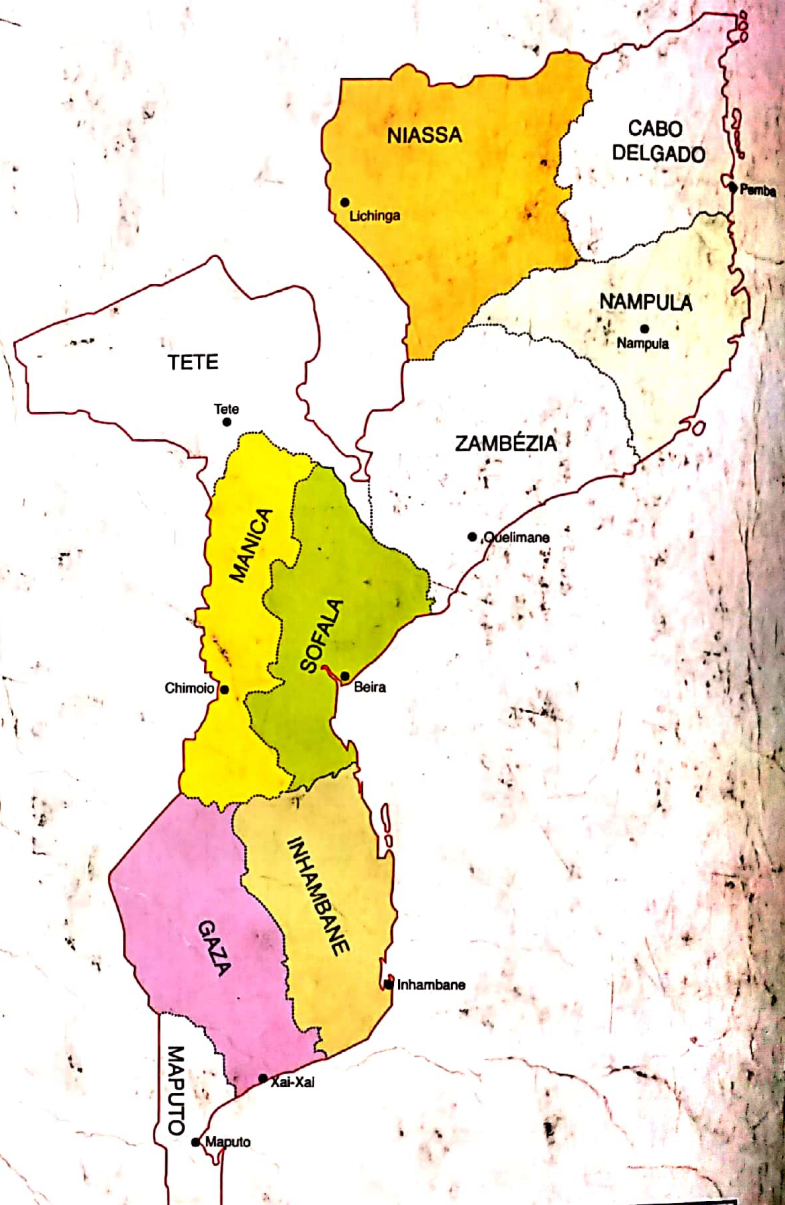 NIASSA
CABO
DELGADO
Pemba
Lichinga
NAMPULA
Nampula
TETE
Tete
ZAMBÉZIA
Quelimane
MANICA
SOFALA
Chimoio
Beira
INHAMBANE
GAZA
Inhambane
MAPUTO
Xai-Xai
Maputo